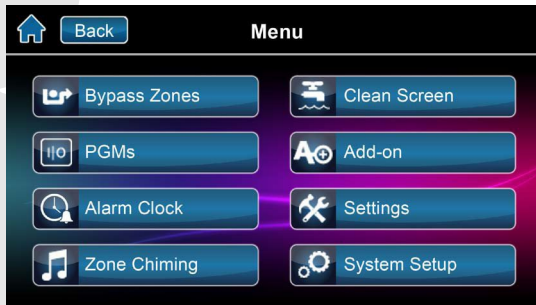 Back
Menu
Bypass Zones
Clean Screen
PGMs
Add-on
Alarm Clock
Settings
Zone Chiming
System Setup